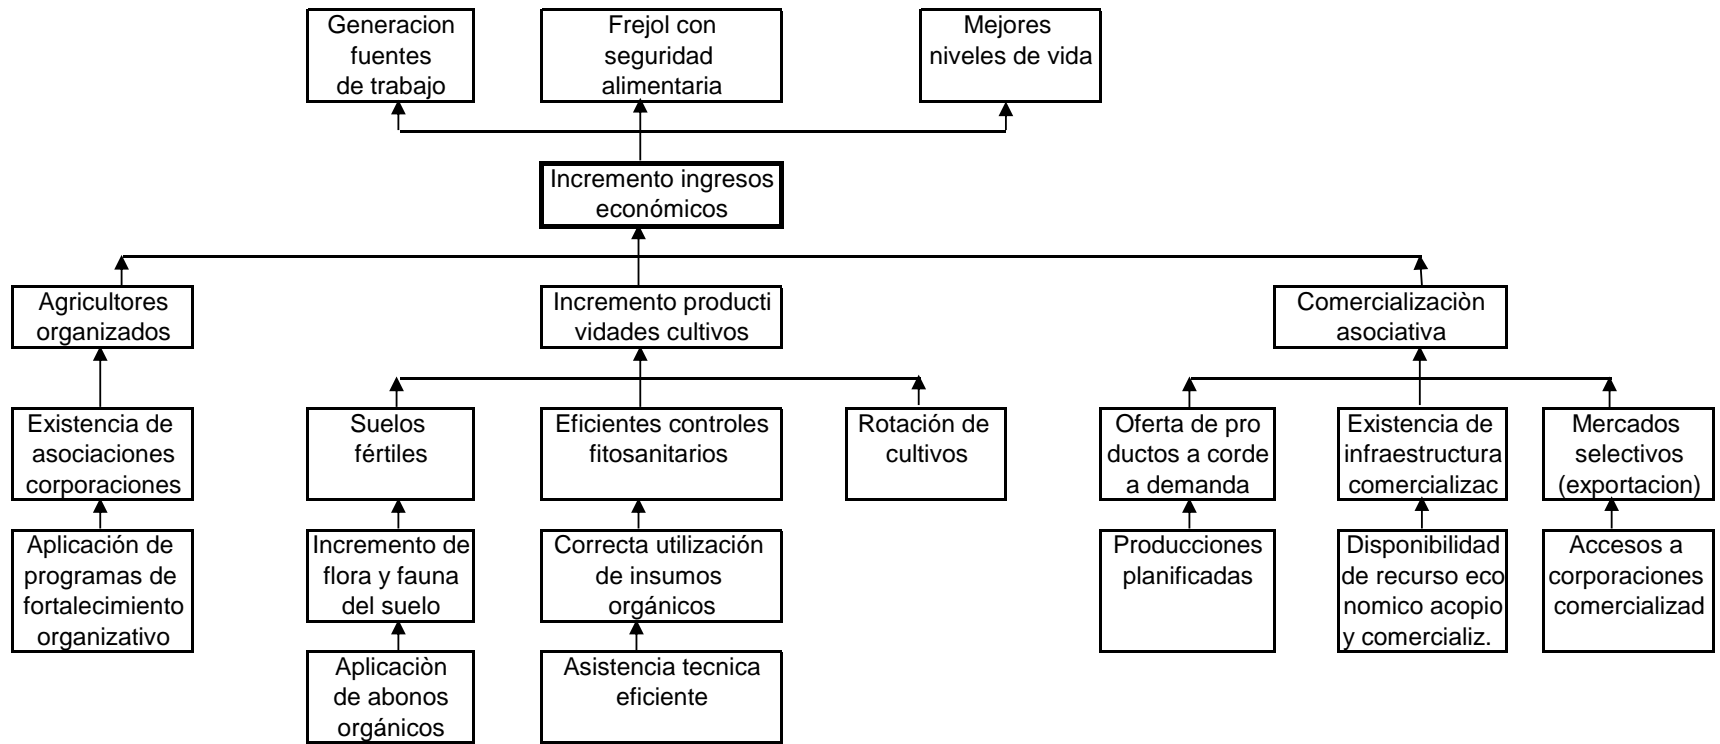 Generacion
fuentes
de trabajo
Frejol con
seguridad
alimentaria
Mejores
niveles de vida
Incremento ingresos
económicos
Agricultores
organizados
Incremento producti
vidades cultivos
Comercializaciòn
asociativa
Existencia de
asociaciones
corporaciones
Suelos
fértiles
Eficientes controles
fitosanitarios
Rotación de
cultivos
Oferta de pro
ductos a corde
a demanda
Existencia de
infraestructura
comercializac
Mercados
selectivos
(exportacion)
Aplicación de
programas de
fortalecimiento
organizativo
Incremento de
flora y fauna
del suelo
Correcta utilización
de insumos
orgánicos
Producciones
planificadas
Disponibilidad
de recurso eco
nomico acopio
y comercializ.
Accesos a
corporaciones
comercializad
Aplicaciòn
de abonos
orgánicos
Asistencia tecnica
eficiente